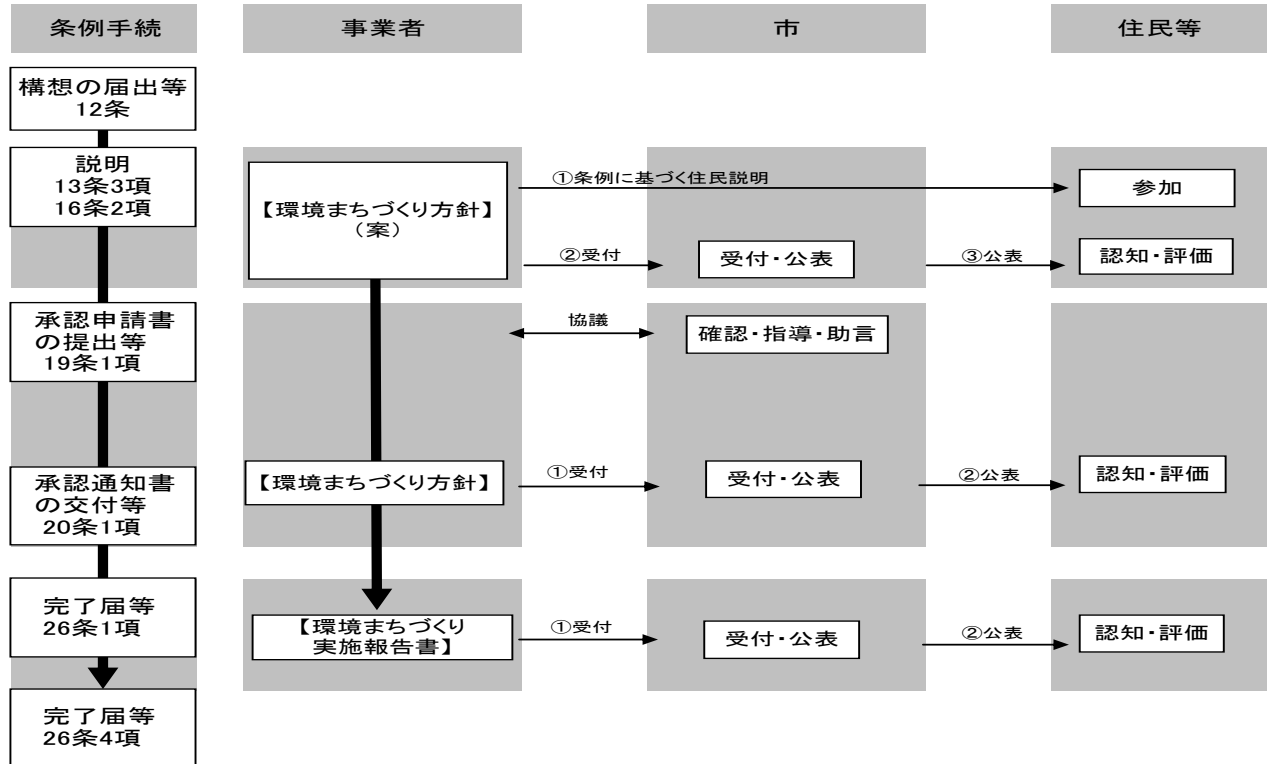 条例手続
事業者
市
住民等
構想の届出等
12条
説明
13条3項
16条2項
【環境まちづくり方針】
（案）
①条例に基づく住民説明
参加
②受付
受付・公表
③公表
認知・評価
承認申請書
の提出等
19条1項
協議
確認・指導・助言
承認通知書
の交付等
20条1項
【環境まちづくり方針】
①受付
受付・公表
②公表
認知・評価
完了届等
26条1項
【環境まちづくり
実施報告書】
①受付
受付・公表
②公表
認知・評価
完了届等
26条4項